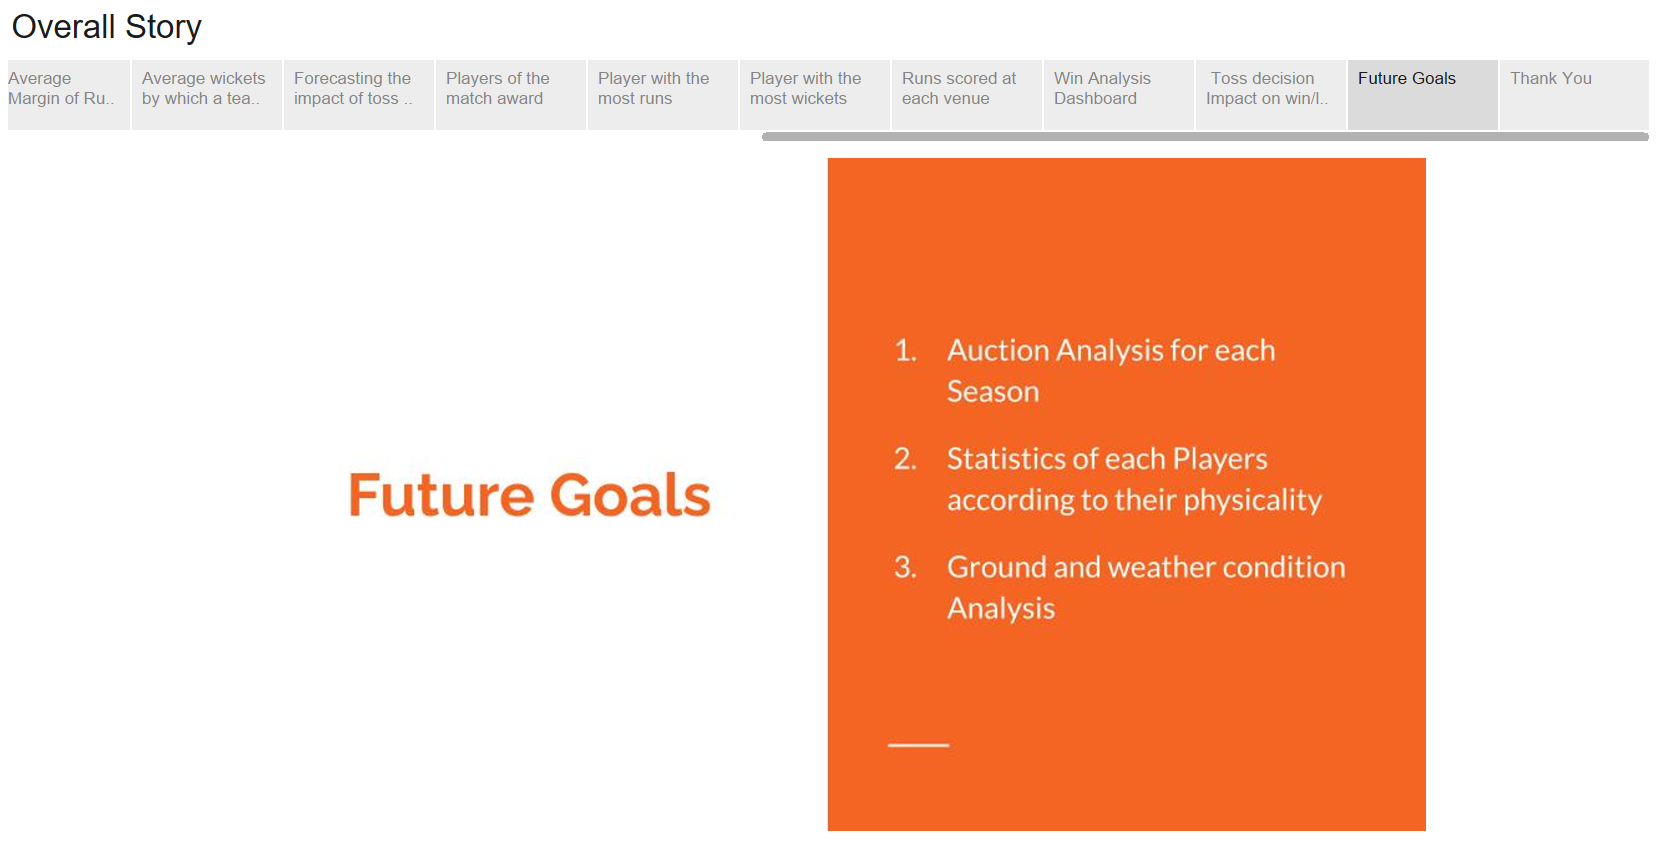 Overall Story
Average
Margin of Ru..
Average wickets
by which a tea..
Forecasting the
impact of toss ..
Players of the
match award
Player with the
most runs
Player with the
most wickets
Runs scored at
each venue
Win Analysis
Dashboard
Toss decision
Impact on win/l..
Future Goals
Thank You
Future Goals
1. Auction Analysis for each
Season
2. Statistics of each Players
according to their physicality
3. Ground and weather condition
Analysis